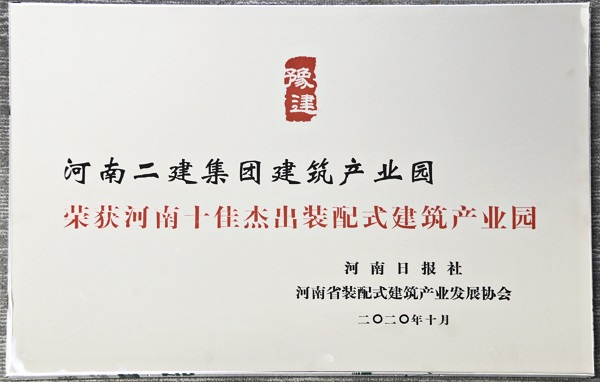 豫建
河南二建集团建筑产业园
荣获河南十佳杰出装配式建筑产业园
河南日报社
河南省装配式建筑产业发展协会
二〇二〇年十月